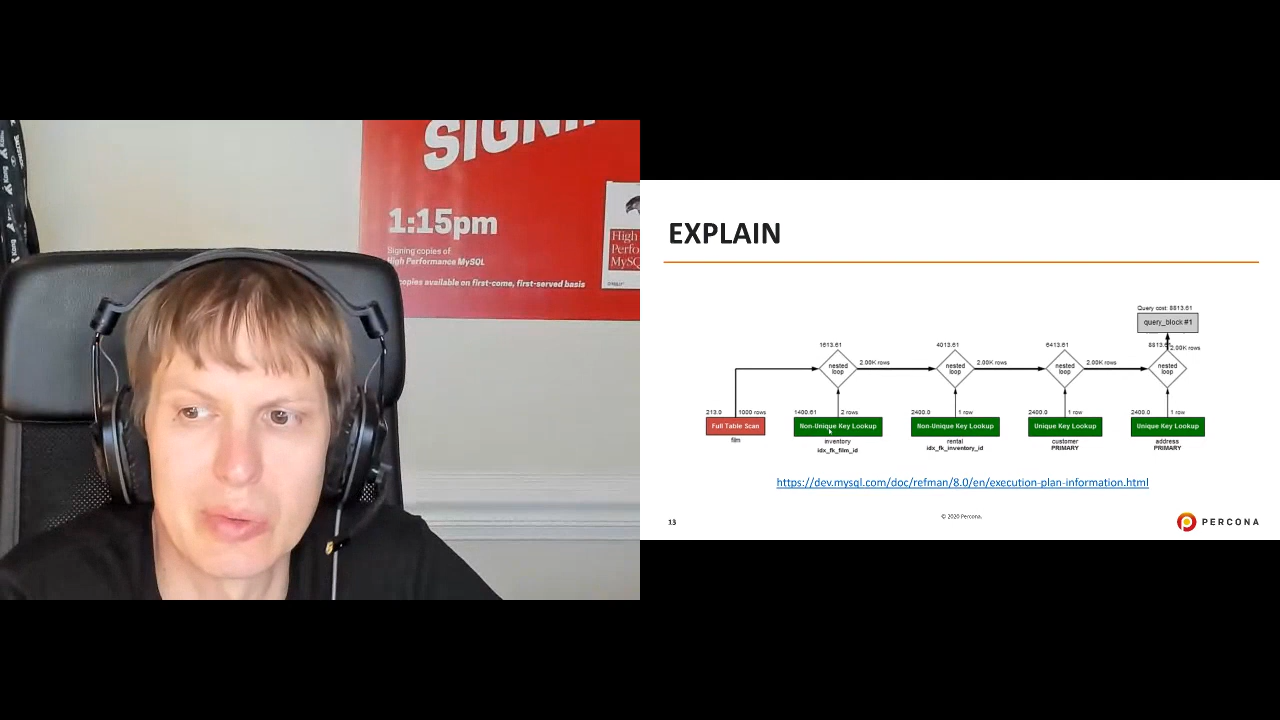 SIGNI
1:15pm
Signing copies of
High Performance MySQL
copies available on first-come, first-served basis
High
Perfo
MySQ
EXPLAIN
Query cost: 8813.61
query_block #1
1613.61
4013.61
6413.61
2.00K rows
nested loop
2.00K rows
nested loop
2.00K rows
nested loop
2.00K rows
nested loop
213.0
1000 rows
1400.61
2 rows
2400.0
1 row
2400.0
1 row
2400.0
1 row
Full Table Scan
Non-Unique Key Lookup
Non-Unique Key Lookup
Unique Key Lookup
Unique Key Lookup
film
inventory
idx_fk_film_id
rental
idx_fk_inventory_id
customer
PRIMARY
address
PRIMARY
https://dev.mysql.com/doc/refman/8.0/en/execution-plan-information.html
13
© 2020 Percona.
PERCONA